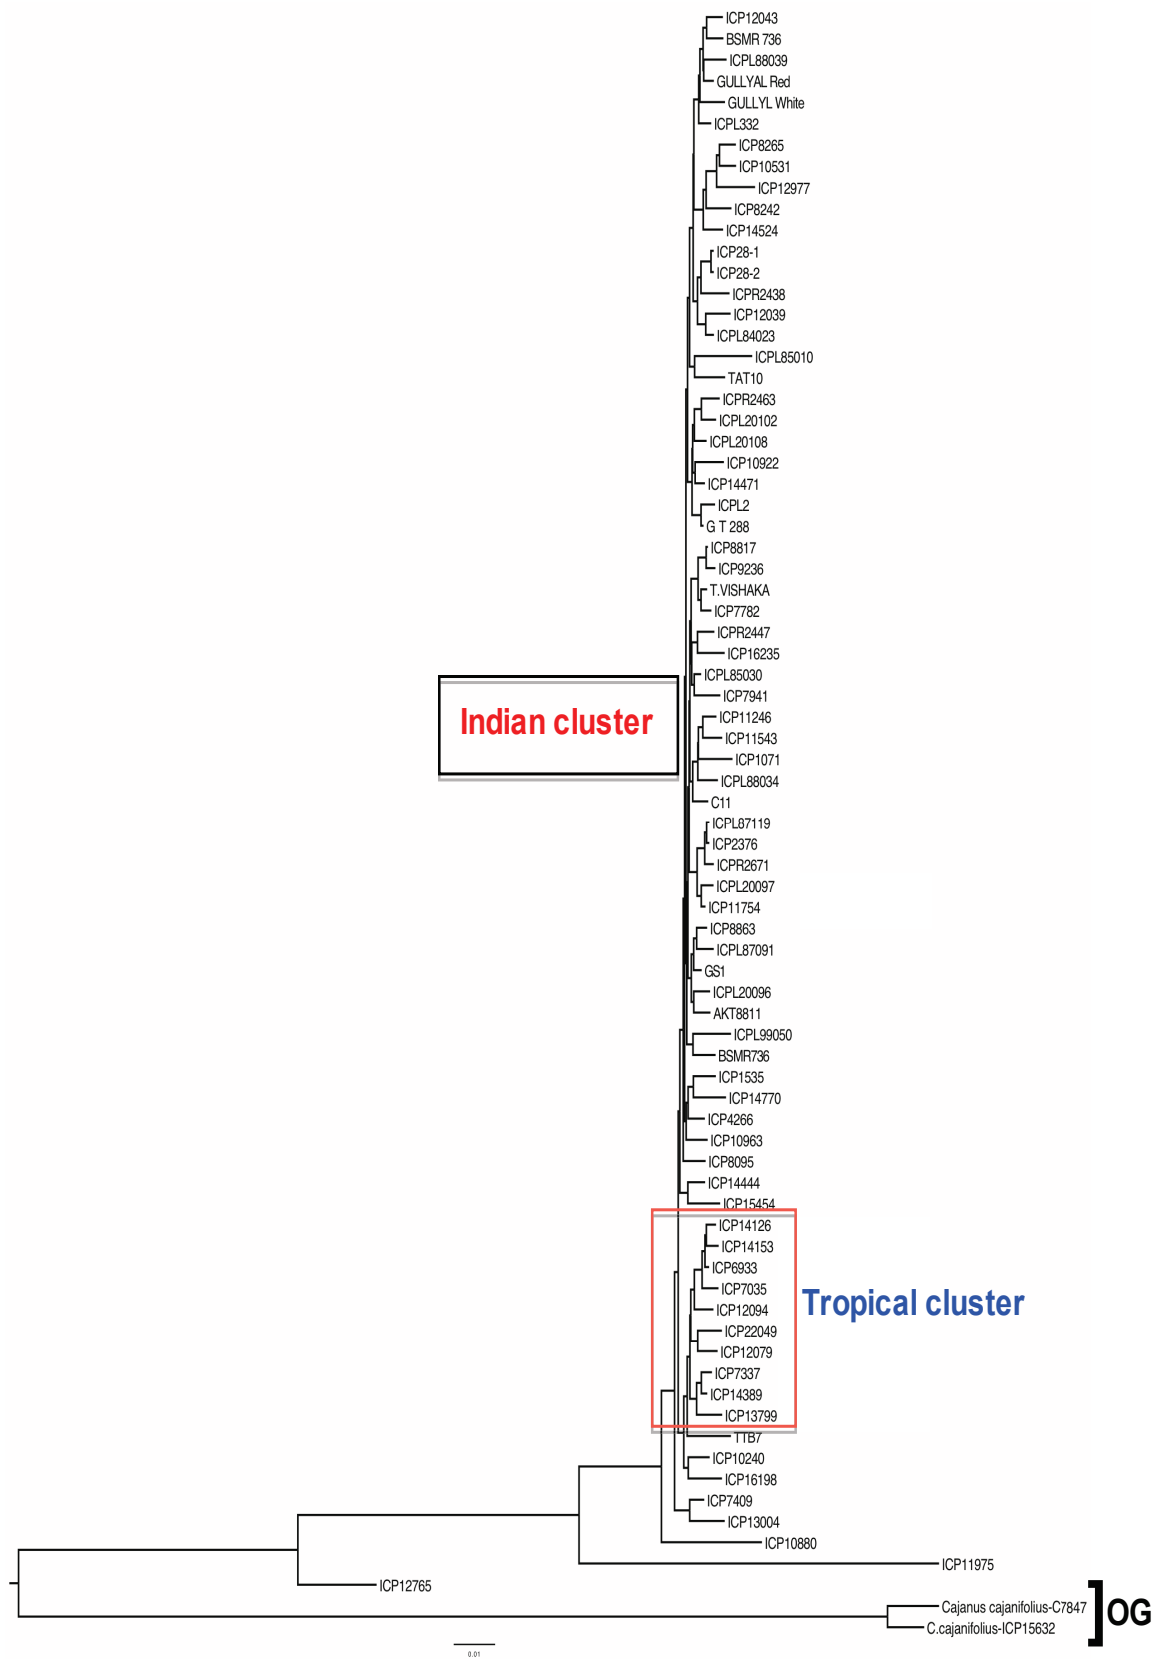 ICP12043
BSMR 736
ICPL88039
GULLYAL Red
GULLYL White
ICPL332
ICP8265
ICP10531
ICP12977
ICP8242
ICP14524
ICP28-1
ICP28-2
ICPR2438
ICP12039
ICPL84023
ICPL85010
TAT10
ICPR2463
ICPL20102
ICPL20108
ICP10922
ICP14471
ICPL2
G T 288
ICP8817
ICP9236
T.VISHAKA
ICP7782
ICPR2447
ICP16235
ICPL85030
ICP7941
Indian cluster
ICP11246
ICP11543
ICP1071
ICPL88034
C11
ICPL87119
ICP2376
ICPR2671
ICPL20097
ICP11754
ICP8863
ICPL87091
GS1
ICPL20096
AKT8811
ICPL99050
BSMR736
ICP1535
ICP14770
ICP4266
ICP10963
ICP8095
ICP14444
ICP15454
ICP14126
ICP14153
ICP6933
ICP7035
Tropical cluster
ICP12094
ICP22049
ICP12079
ICP7337
ICP14389
ICP13799
TTB7
ICP10240
ICP16198
ICP7409
ICP13004
ICP10880
ICP11975
ICP12765
Cajanus cajanifolius-C7847
OG
C.cajanifolius-ICP15632
0.01